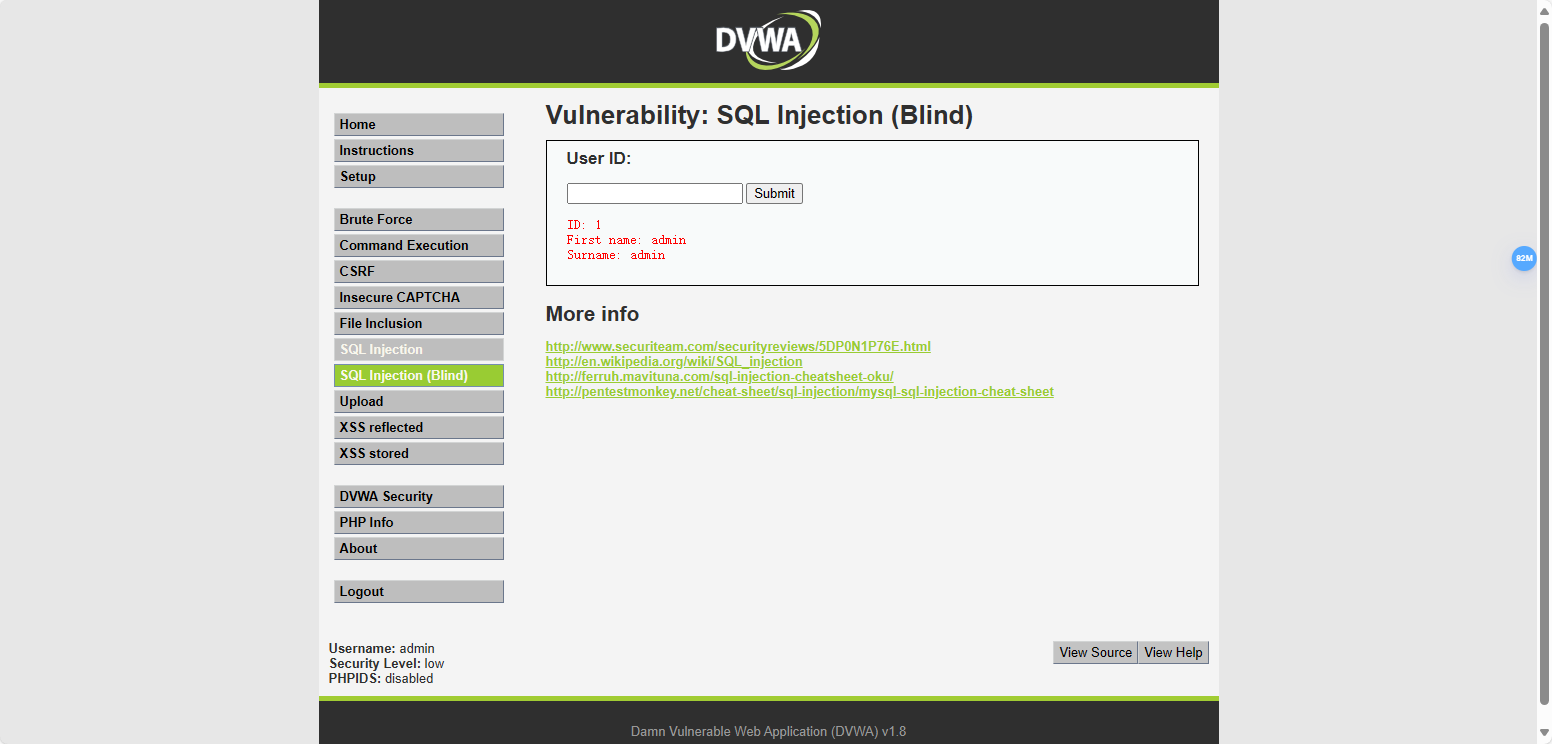 DVWA
Home
Instructions
Setup
Brute Force
Command Execution
CSRF
Insecure CAPTCHA
File Inclusion
SQL Injection
SQL Injection (Blind)
Upload
XSS reflected
XSS stored
DVWA Security
PHP Info
About
Logout
Vulnerability: SQL Injection (Blind)
User ID:
Submit
ID: 1
First name: admin
Surname: admin
More info
http://www.securiteam.com/securityreviews/5DP0N1P76E.html
http://en.wikipedia.org/wiki/SQL_injection
http://ferruh.mavituna.com/sql-injection-cheatsheet-oku/
http://pentestmonkey.net/cheat-sheet/sql-injection/mysql-sql-injection-cheat-sheet
82M
Username: admin
Security Level: low
PHPIDS: disabled
View Source View Help
Damn Vulnerable Web Application (DVWA) v1.8